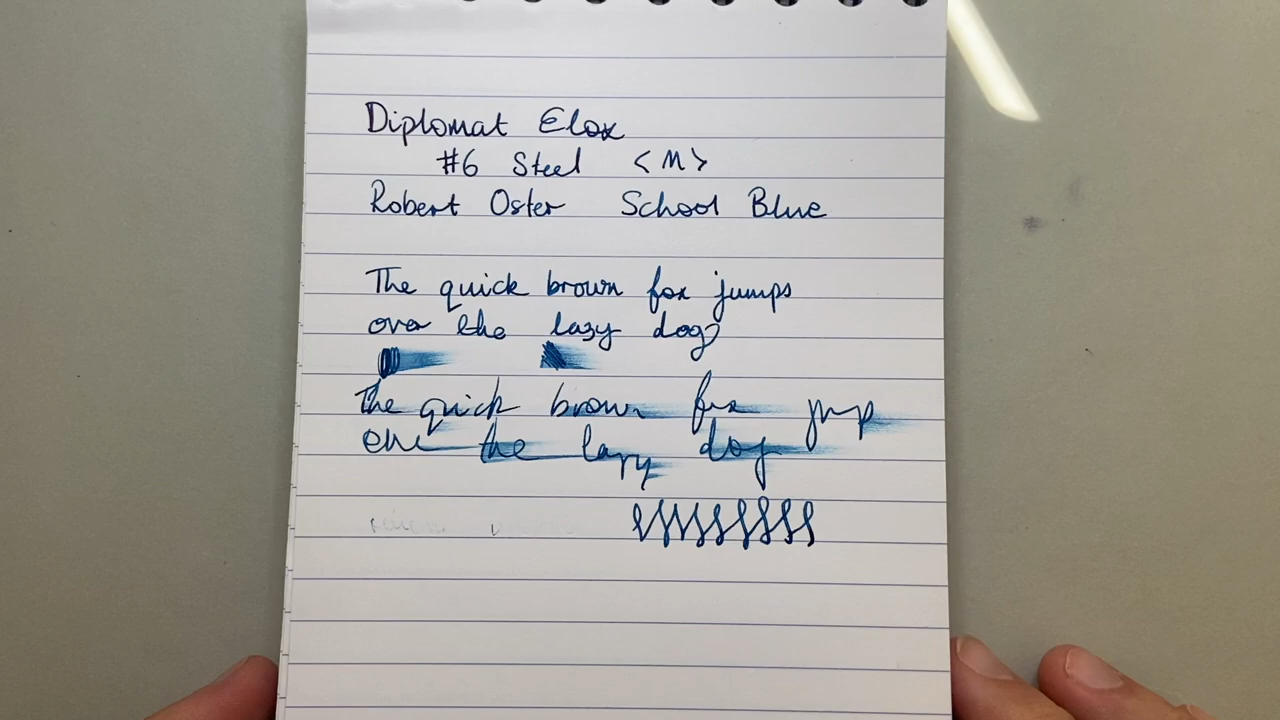 Diplomat Elox
#6 Steel <M>
Robert Oster School Blue
The quick brown fox jumps
over the lazy dog
The quick brown fox jump
over the lazy dog